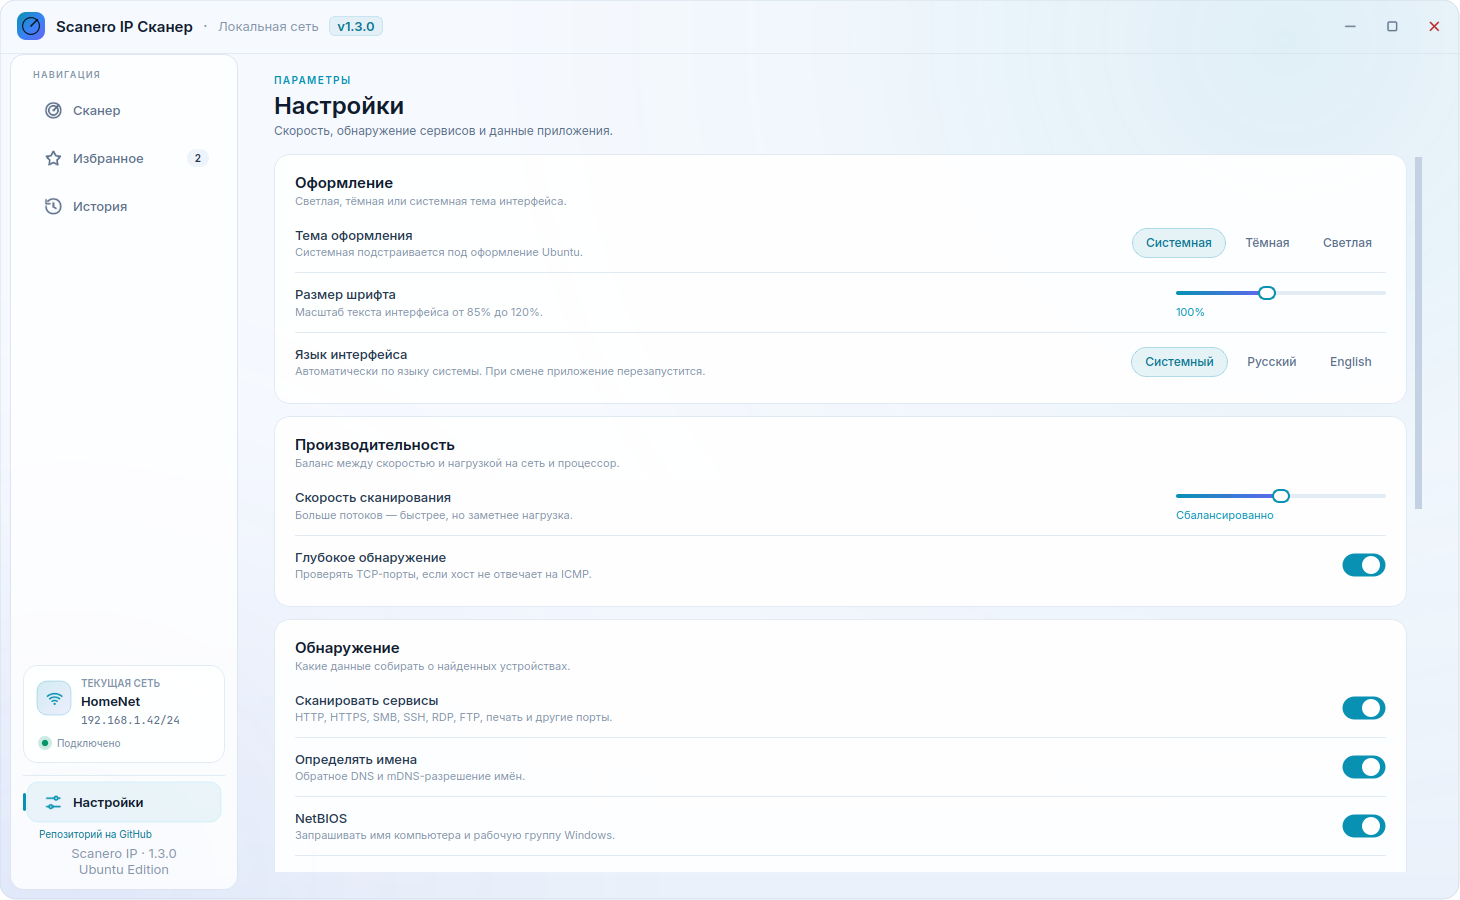 Scanero IP Сканер · Локальная сеть v1.3.0
НАВИГАЦИЯ
Сканер
Избранное 2
История
ТЕКУЩАЯ СЕТЬ
HomeNet
192.168.1.42/24
Подключено
Настройки
Репозиторий на GitHub
Scanero IP · 1.3.0
Ubuntu Edition
ПАРАМЕТРЫ
Настройки
Скорость, обнаружение сервисов и данные приложения.
Оформление
Светлая, тёмная или системная тема интерфейса.
Тема оформления
Системная подстраивается под оформление Ubuntu.
Системная Тёмная Светлая
Размер шрифта
Масштаб текста интерфейса от 85% до 120%.
100%
Язык интерфейса
Автоматически по языку системы. При смене приложение перезапустится.
Системный Русский English
Производительность
Баланс между скоростью и нагрузкой на сеть и процессор.
Скорость сканирования
Больше потоков — быстрее, но заметнее нагрузка.
Сбалансированно
Глубокое обнаружение
Проверять TCP-порты, если хост не отвечает на ICMP.
Обнаружение
Какие данные собирать о найденных устройствах.
Сканировать сервисы
HTTP, HTTPS, SMB, SSH, RDP, FTP, печать и другие порты.
Определять имена
Обратное DNS и mDNS-разрешение имён.
NetBIOS
Запрашивать имя компьютера и рабочую группу Windows.